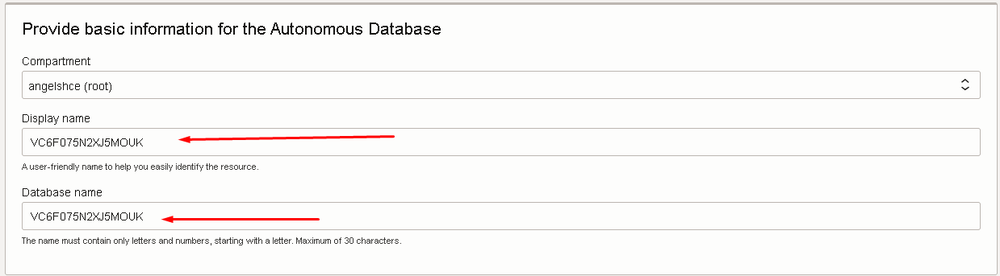 Provide basic information for the Autonomous Database
Compartment
angelshce (root)
Display name
VC6F075N2XJ5MOUK
A user-friendly name to help you easily identify the resource.
Database name
VC6F075N2XJ5MOUK
The name must contain only letters and numbers, starting with a letter. Maximum of 30 characters.